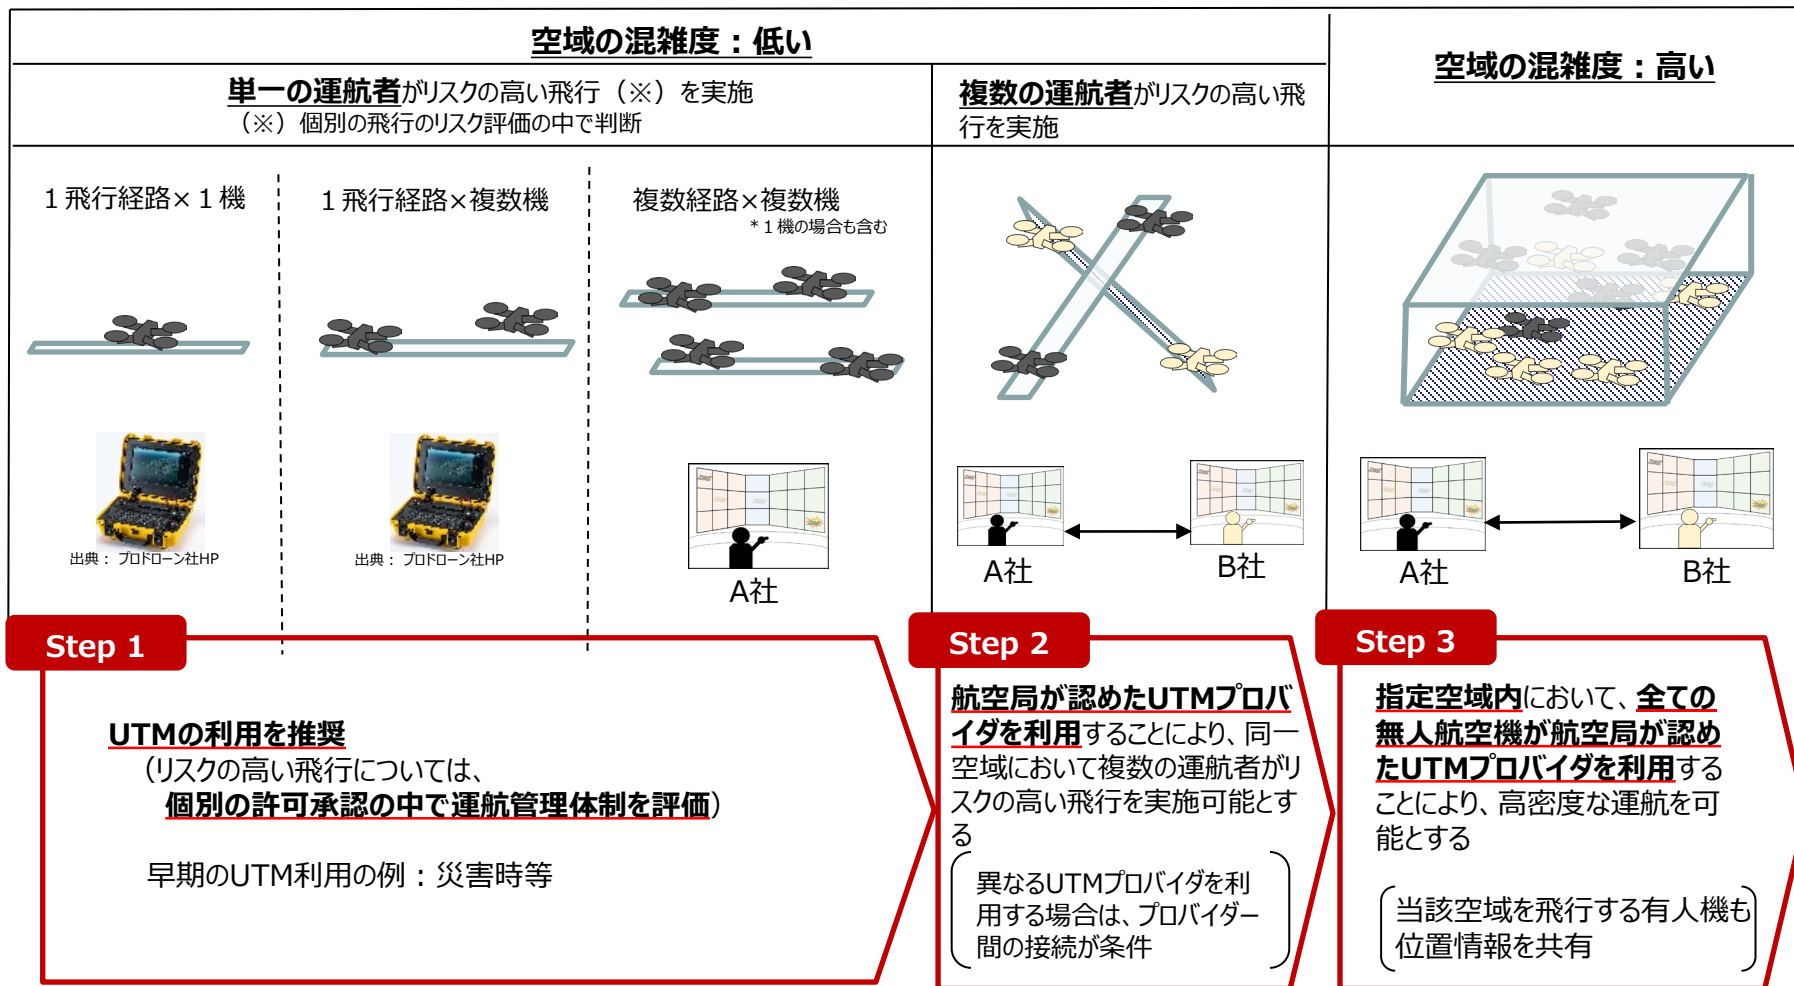 空域の混雑度：低い
空域の混雑度：高い
単一の運航者がリスクの高い飛行（※）を実施
（※）個別の飛行のリスク評価の中で判断
複数の運航者がリスクの高い飛
行を実施
１飛行経路×１機
１飛行経路×複数機
複数経路×複数機
*１機の場合も含む
出典： プロドローン社HP
出典： プロドローン社HP
A社
A社
B社
A社
B社
Step 1
UTMの利用を推奨
（リスクの高い飛行については、
個別の許可承認の中で運航管理体制を評価）
早期のUTM利用の例：災害時等
Step 2
航空局が認めたUTMプロバ
イダを利用することにより、同一
空域において複数の運航者がリ
スクの高い飛行を実施可能とす
る
異なるUTMプロバイダを利
用する場合は、プロバイダー
間の接続が条件
Step 3
指定空域内において、全ての
無人航空機が航空局が認め
たUTMプロバイダを利用する
ことにより、高密度な運航を可
能とする
当該空域を飛行する有人機も
位置情報を共有